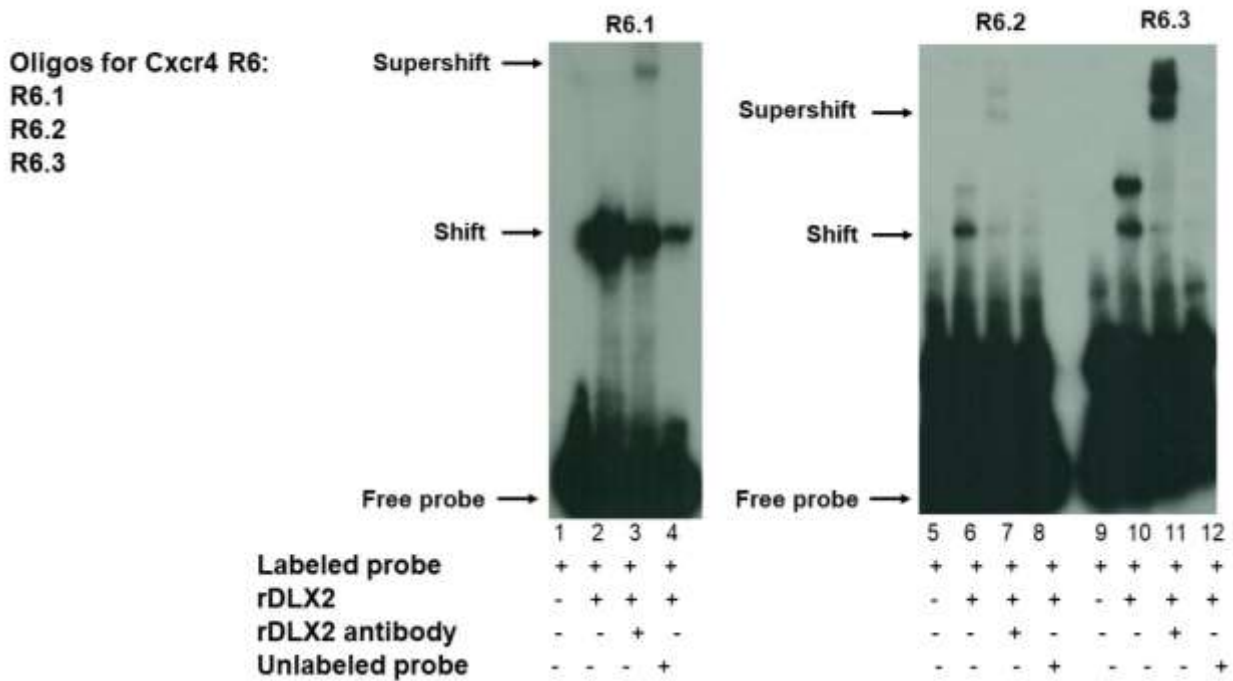 R6.1
R6.2 R6.3
Oligos for Cxcr4 R6:
R6.1
R6.2
R6.3
Supershift
Supershift
Shift
Shift
Free probe
Free probe
1 2 3 4 5 6 7 8 9 10 11 12
Labeled probe + + + + + + + + + + + +
rDLX2 - + + + - + + + - + + +
rDLX2 antibody - - + - - - + - - - + -
Unlabeled probe - - - + - - - + - - - +